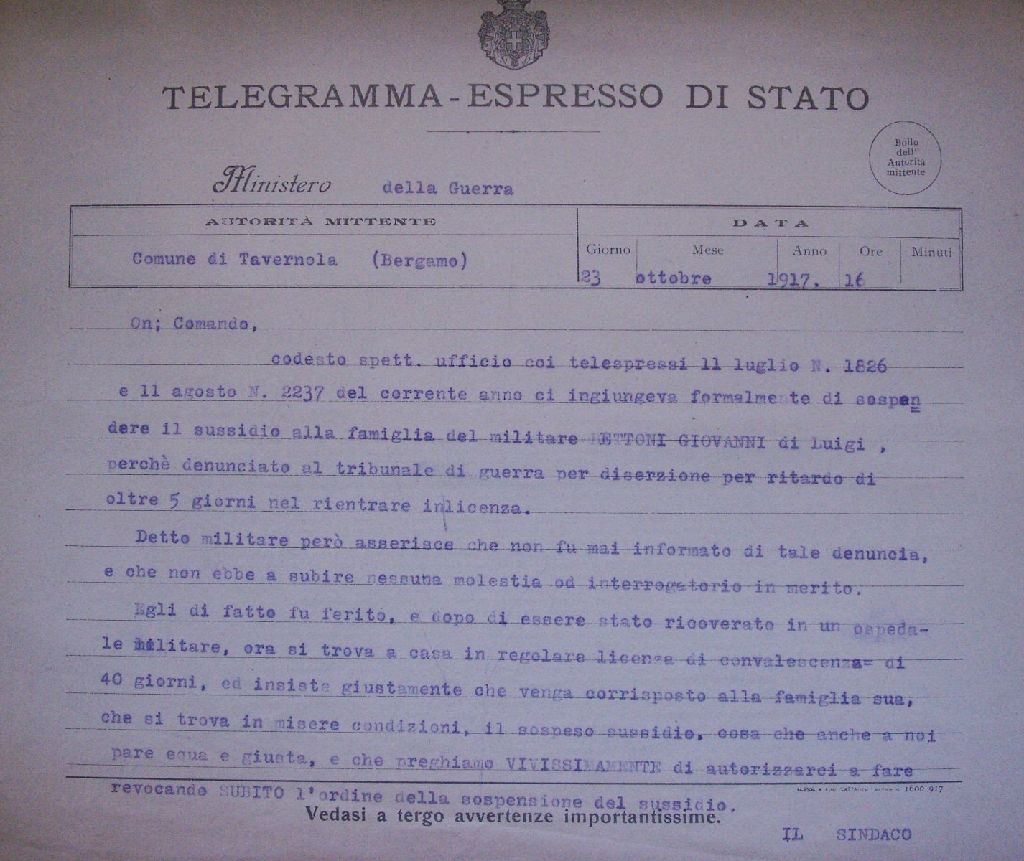 TELEGRAMMA-ESPRESSO DI STATO
Bollo
dell'
Autorità
mittente
Ministero della Guerra
AUTORITÀ MITTENTE
DATA
Giorno Mese Anno Ore Minuti
Comune di Tavernola (Bergamo)
23 ottobre 1917. 16
On; Comando,
codesto spett. ufficio coi telespressi 11 luglio N. 1826
e 11 agosto N. 2237 del corrente anno ci ingiungeva formalmente di sospen
dere il sussidio alla famiglia del militare BETTONI GIOVANNI di Luigi ,
perchè denunciato al tribunale di guerra per diserzione per ritardo di
oltre 5 giorni nel rientrare in licenza.
Detto militare però asserisce che non fu mai informato di tale denuncia,
e che non ebbe a subire nessuna molestia od interrogatorio in merito.
Egli di fatto fu ferito, e dopo di essere stato ricoverato in un ospeda-
le militare, ora si trova a casa in regolare licenza di convalescenza= di
40 giorni, ed insiste giustamente che venga corrisposto alla famiglia sua,
che si trova in misere condizioni, il sospeso sussidio, cosa che anche a noi
pare equa e giusta, e che preghiamo VIVISSIMAMENTE di autorizzarci a fare
revocando SUBITO l'ordine della sospensione del sussidio.
1600 917
Vedasi a tergo avvertenze importantissime.
IL SINDACO